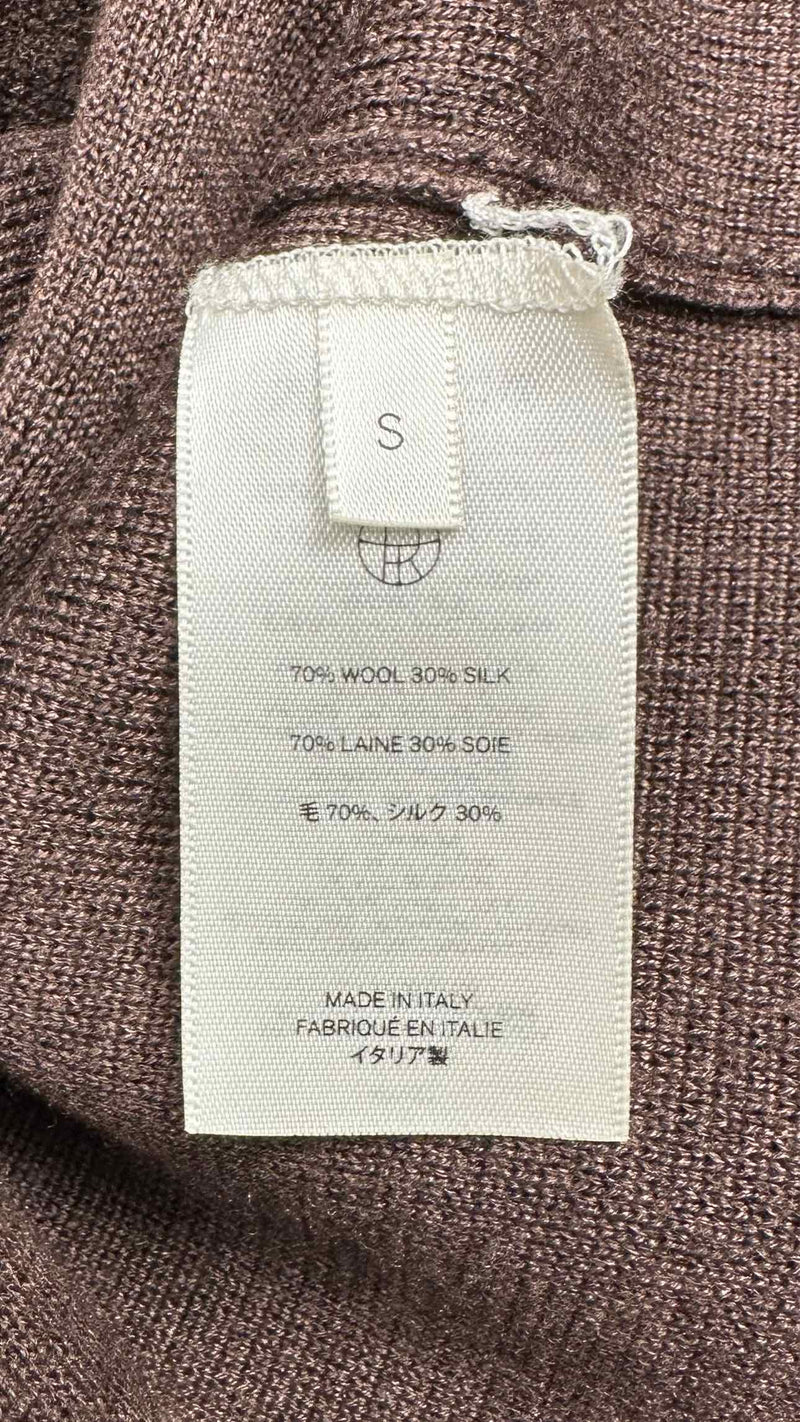 S
70% WOOL 30% SILK
70% LAINE 30% SOIE
毛 70%、シルク 30%
MADE IN ITALY
FABRIQUÉ EN ITALIE
イタリア製